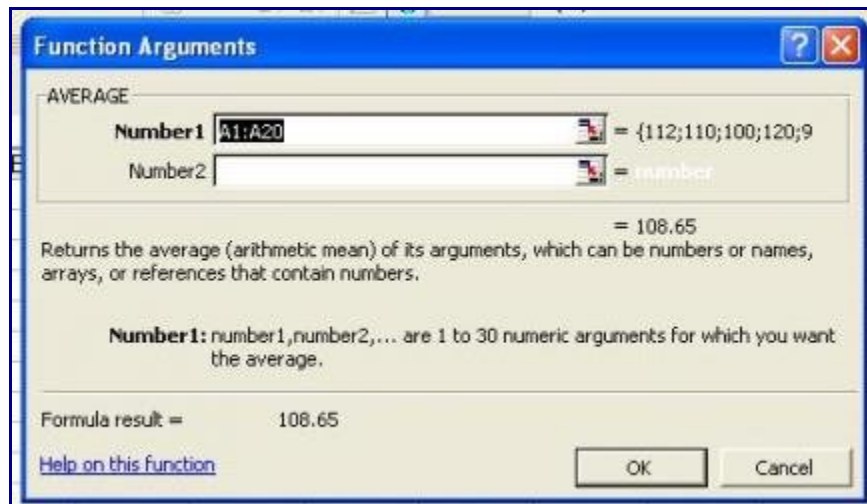 Function Arguments
AVERAGE
Number1 A1:A20 = {112;110;100;120;9
Number2 = number
= 108.65
Returns the average (arithmetic mean) of its arguments, which can be numbers or names,
arrays, or references that contain numbers.
Number1: number1,number2,... are 1 to 30 numeric arguments for which you want
the average.
Formula result = 108.65
Help on this function
OK Cancel